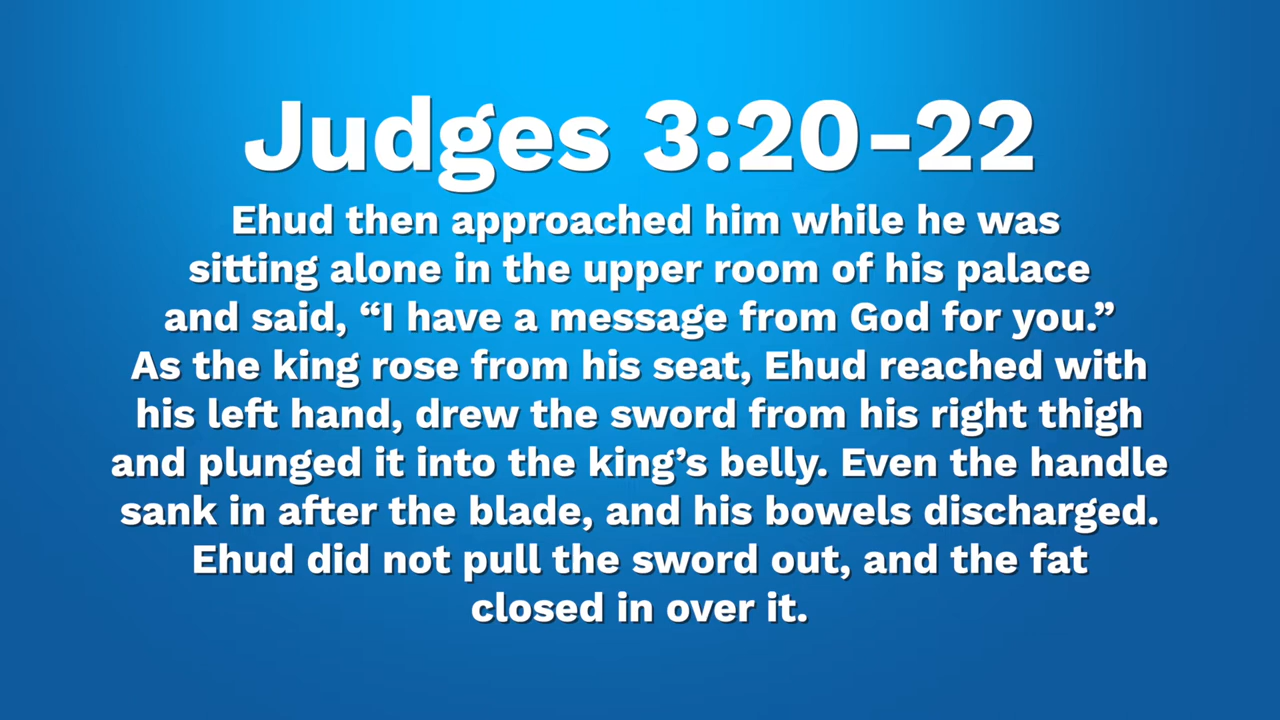 Judges 3:20-22
Ehud then approached him while he was
sitting alone in the upper room of his palace
and said, “I have a message from God for you.”
As the king rose from his seat, Ehud reached with
his left hand, drew the sword from his right thigh
and plunged it into the king’s belly. Even the handle
sank in after the blade, and his bowels discharged.
Ehud did not pull the sword out, and the fat
closed in over it.